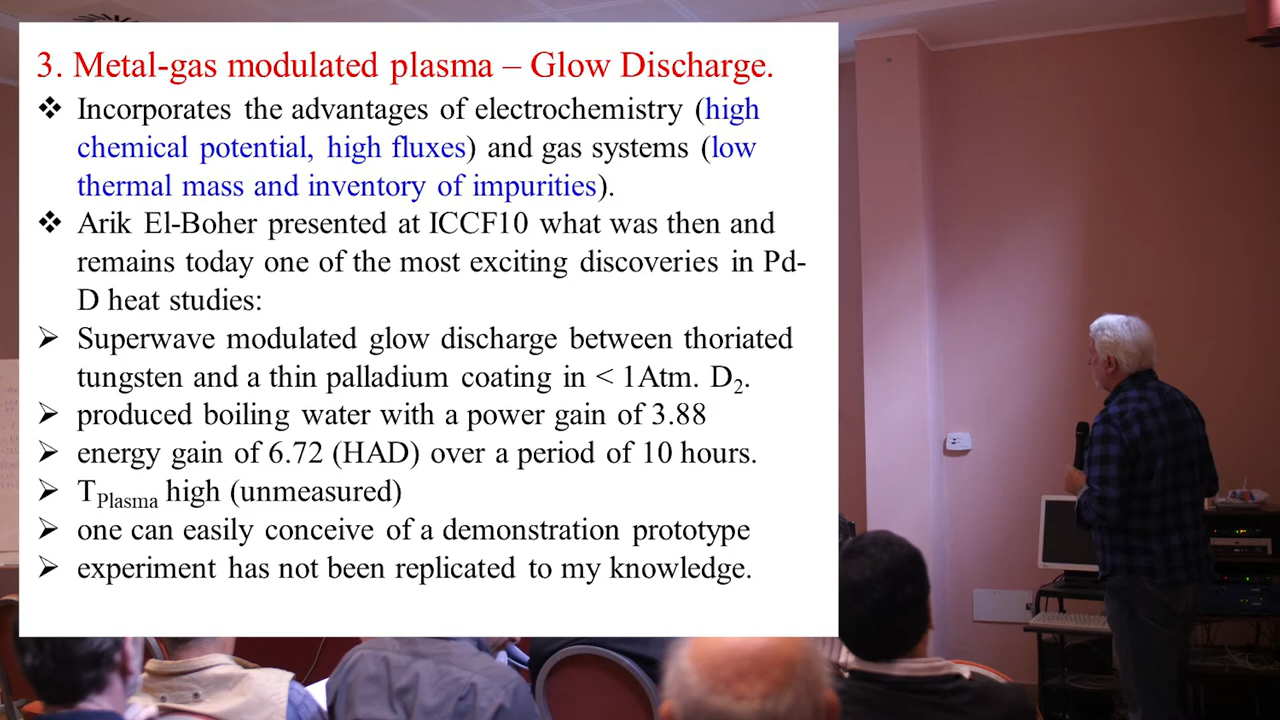 3. Metal-gas modulated plasma – Glow Discharge.
❖ Incorporates the advantages of electrochemistry (high
chemical potential, high fluxes) and gas systems (low
thermal mass and inventory of impurities).
❖ Arik El-Boher presented at ICCF10 what was then and
remains today one of the most exciting discoveries in Pd-
D heat studies:
➢ Superwave modulated glow discharge between thoriated
tungsten and a thin palladium coating in < 1Atm. D₂.
➢ produced boiling water with a power gain of 3.88
➢ energy gain of 6.72 (HAD) over a period of 10 hours.
➢ T_Plasma high (unmeasured)
➢ one can easily conceive of a demonstration prototype
➢ experiment has not been replicated to my knowledge.